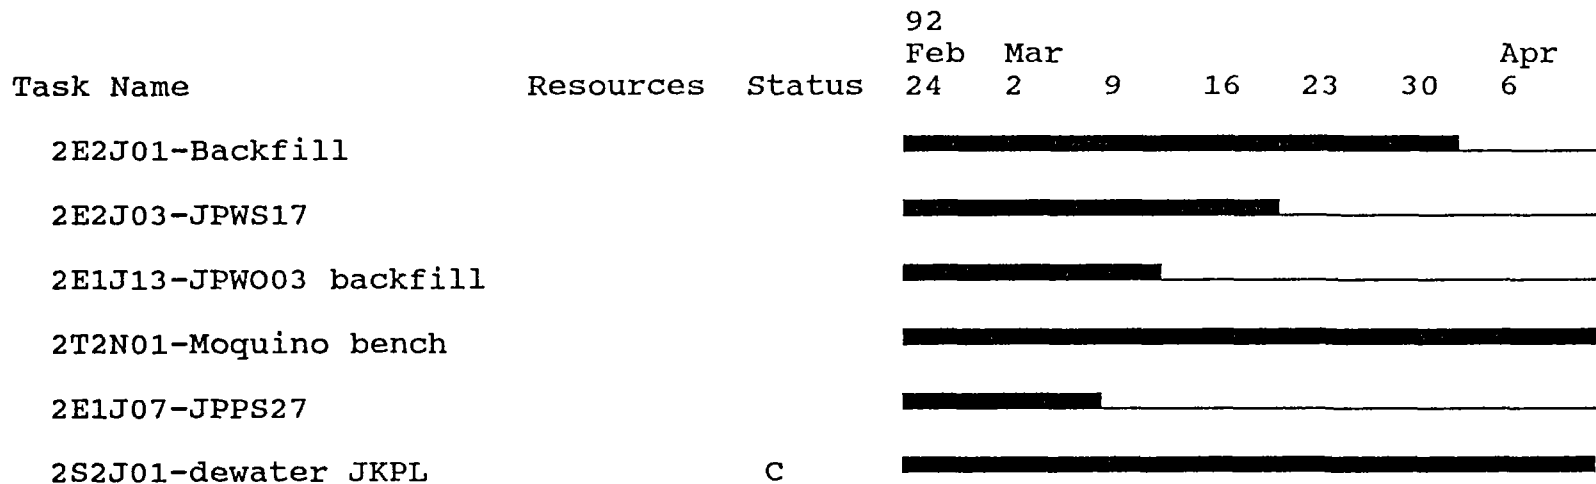 92
Feb Mar Apr
Task Name Resources Status 24 2 9 16 23 30 6
2E2J01-Backfill
2E2J03-JPWS17
2E1J13-JPWO03 backfill
2T2N01-Moquino bench
2E1J07-JPPS27
2S2J01-dewater JKPL C